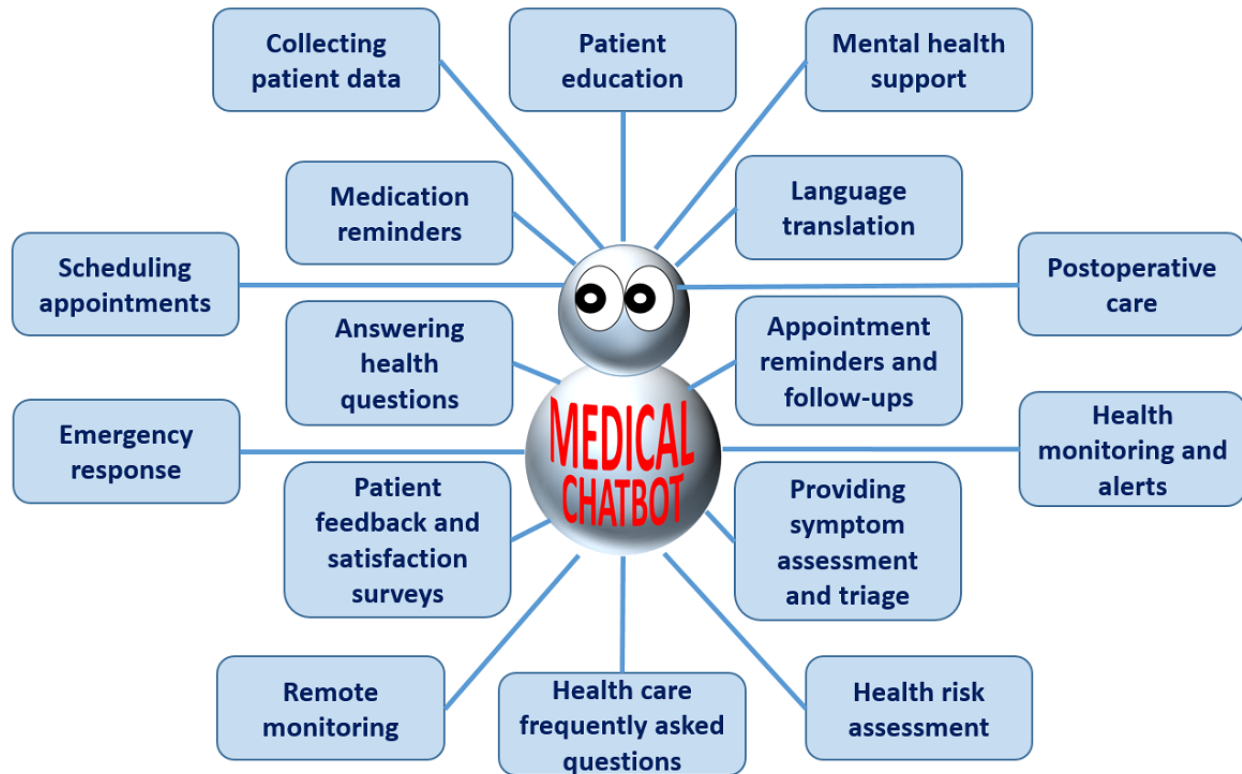 Collecting
patient data
Patient
education
Mental health
support
Medication
reminders
Language
translation
Scheduling
appointments
Postoperative
care
Answering
health
questions
Appointment
reminders and
follow-ups
Emergency
response
MEDICAL
CHATBOT
Health
monitoring and
alerts
Patient
feedback and
satisfaction
surveys
Providing
symptom
assessment
and triage
Remote
monitoring
Health care
frequently asked
questions
Health risk
assessment